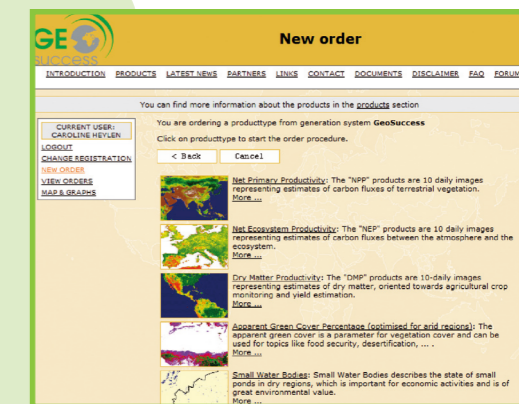 GEO
success
New order
INTRODUCTION PRODUCTS LATEST NEWS PARTNERS LINKS CONTACT DOCUMENTS DISCLAIMER FAQ FORUM
You can find more information about the products in the products section
CURRENT USER:
CAROLINE HEYLEN
LOGOUT
CHANGE REGISTRATION
NEW ORDER
VIEW ORDERS
MAP & GRAPHS
You are ordering a producttype from generation system GeoSuccess
Click on producttype to start the order procedure.
< Back Cancel
Net Primary Productivity: The "NPP" products are 10 daily images
representing estimates of carbon fluxes of terrestrial vegetation.
More ...
Net Ecosystem Productivity: The "NEP" products are 10 daily images
representing estimates of carbon fluxes between the atmosphere and the
ecosystem.
More ...
Dry Matter Productivity: The "DMP" products are 10-daily images
representing estimates of dry matter, oriented towards agricultural crop
monitoring and yield estimation.
More ...
Apparent Green Cover Percentage (optimised for arid regions): The
apparent green cover is a parameter for vegetation cover and can be
used for topics like food security, desertification, ... .
More ...
Small Water Bodies: Small Water Bodies describes the state of small
ponds in dry regions, which is important for economic activities and is of
great environmental value.
More ...